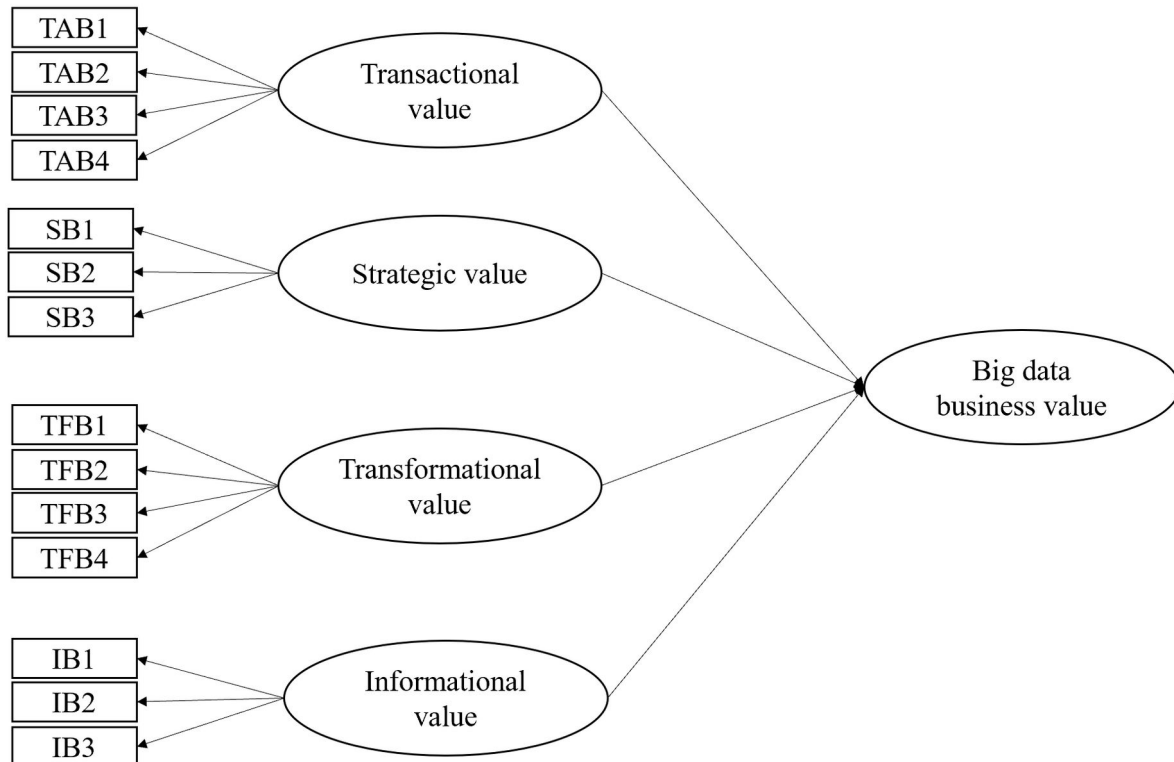 TAB1
TAB2
TAB3
TAB4
Transactional
value
SB1
SB2
SB3
Strategic value
TFB1
TFB2
TFB3
TFB4
Transformational
value
IB1
IB2
IB3
Informational
value
Big data
business value